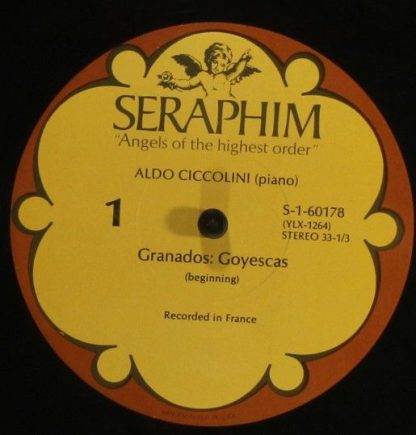 SERAPHIM
"Angels of the highest order"
ALDO CICCOLINI (piano)
1
S-1-60178
(YLX-1264)
STEREO 33-1/3
Granados: Goyescas
(beginning)
Recorded in France